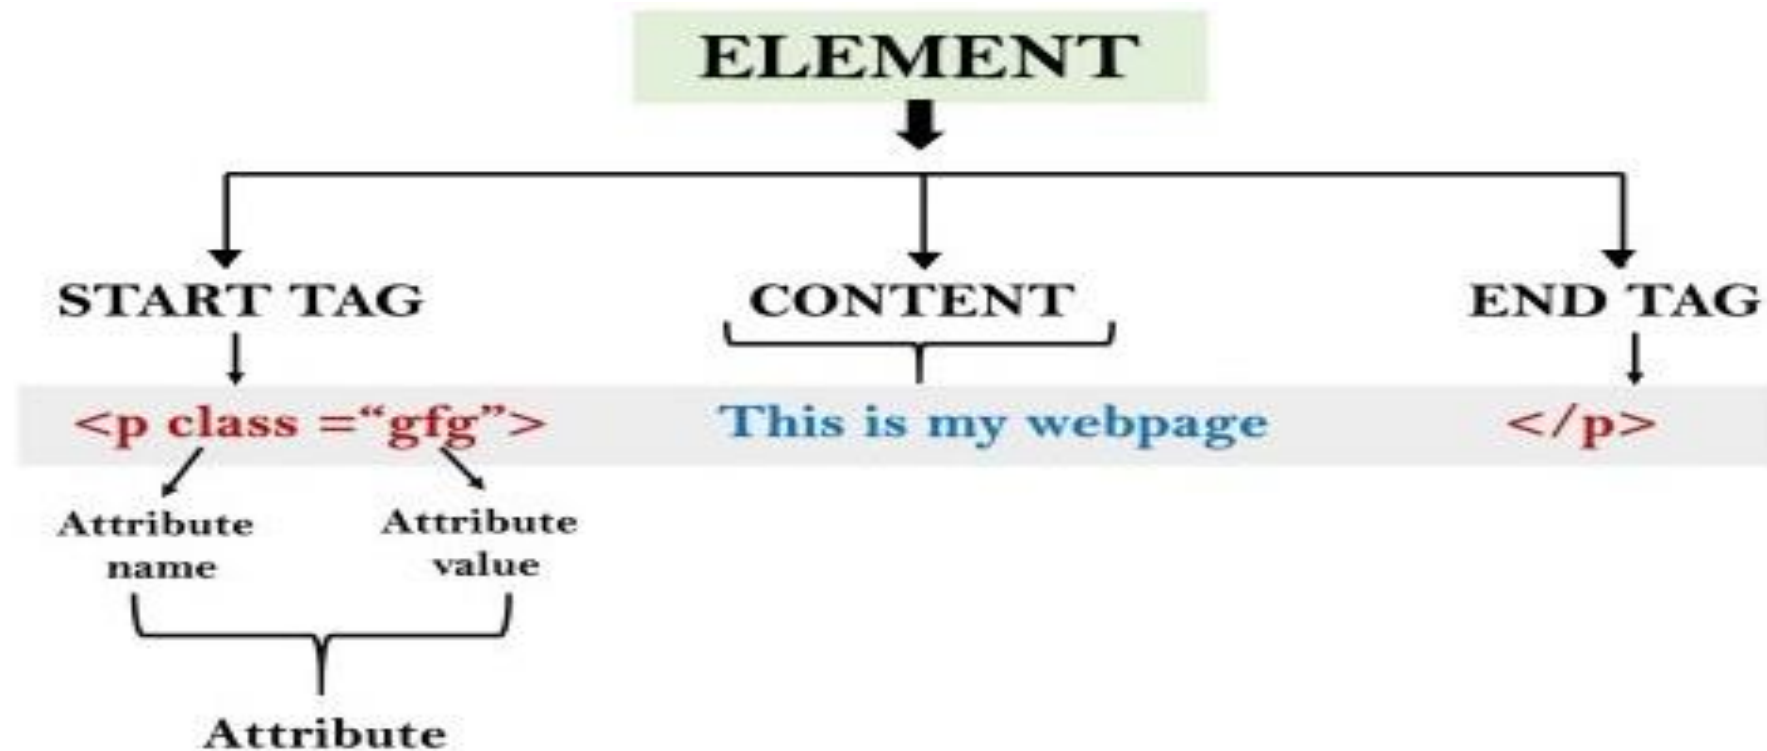 ELEMENT
START TAG
CONTENT
END TAG
<p class =“gfg”>
This is my webpage
</p>
Attribute
name
Attribute
value
Attribute